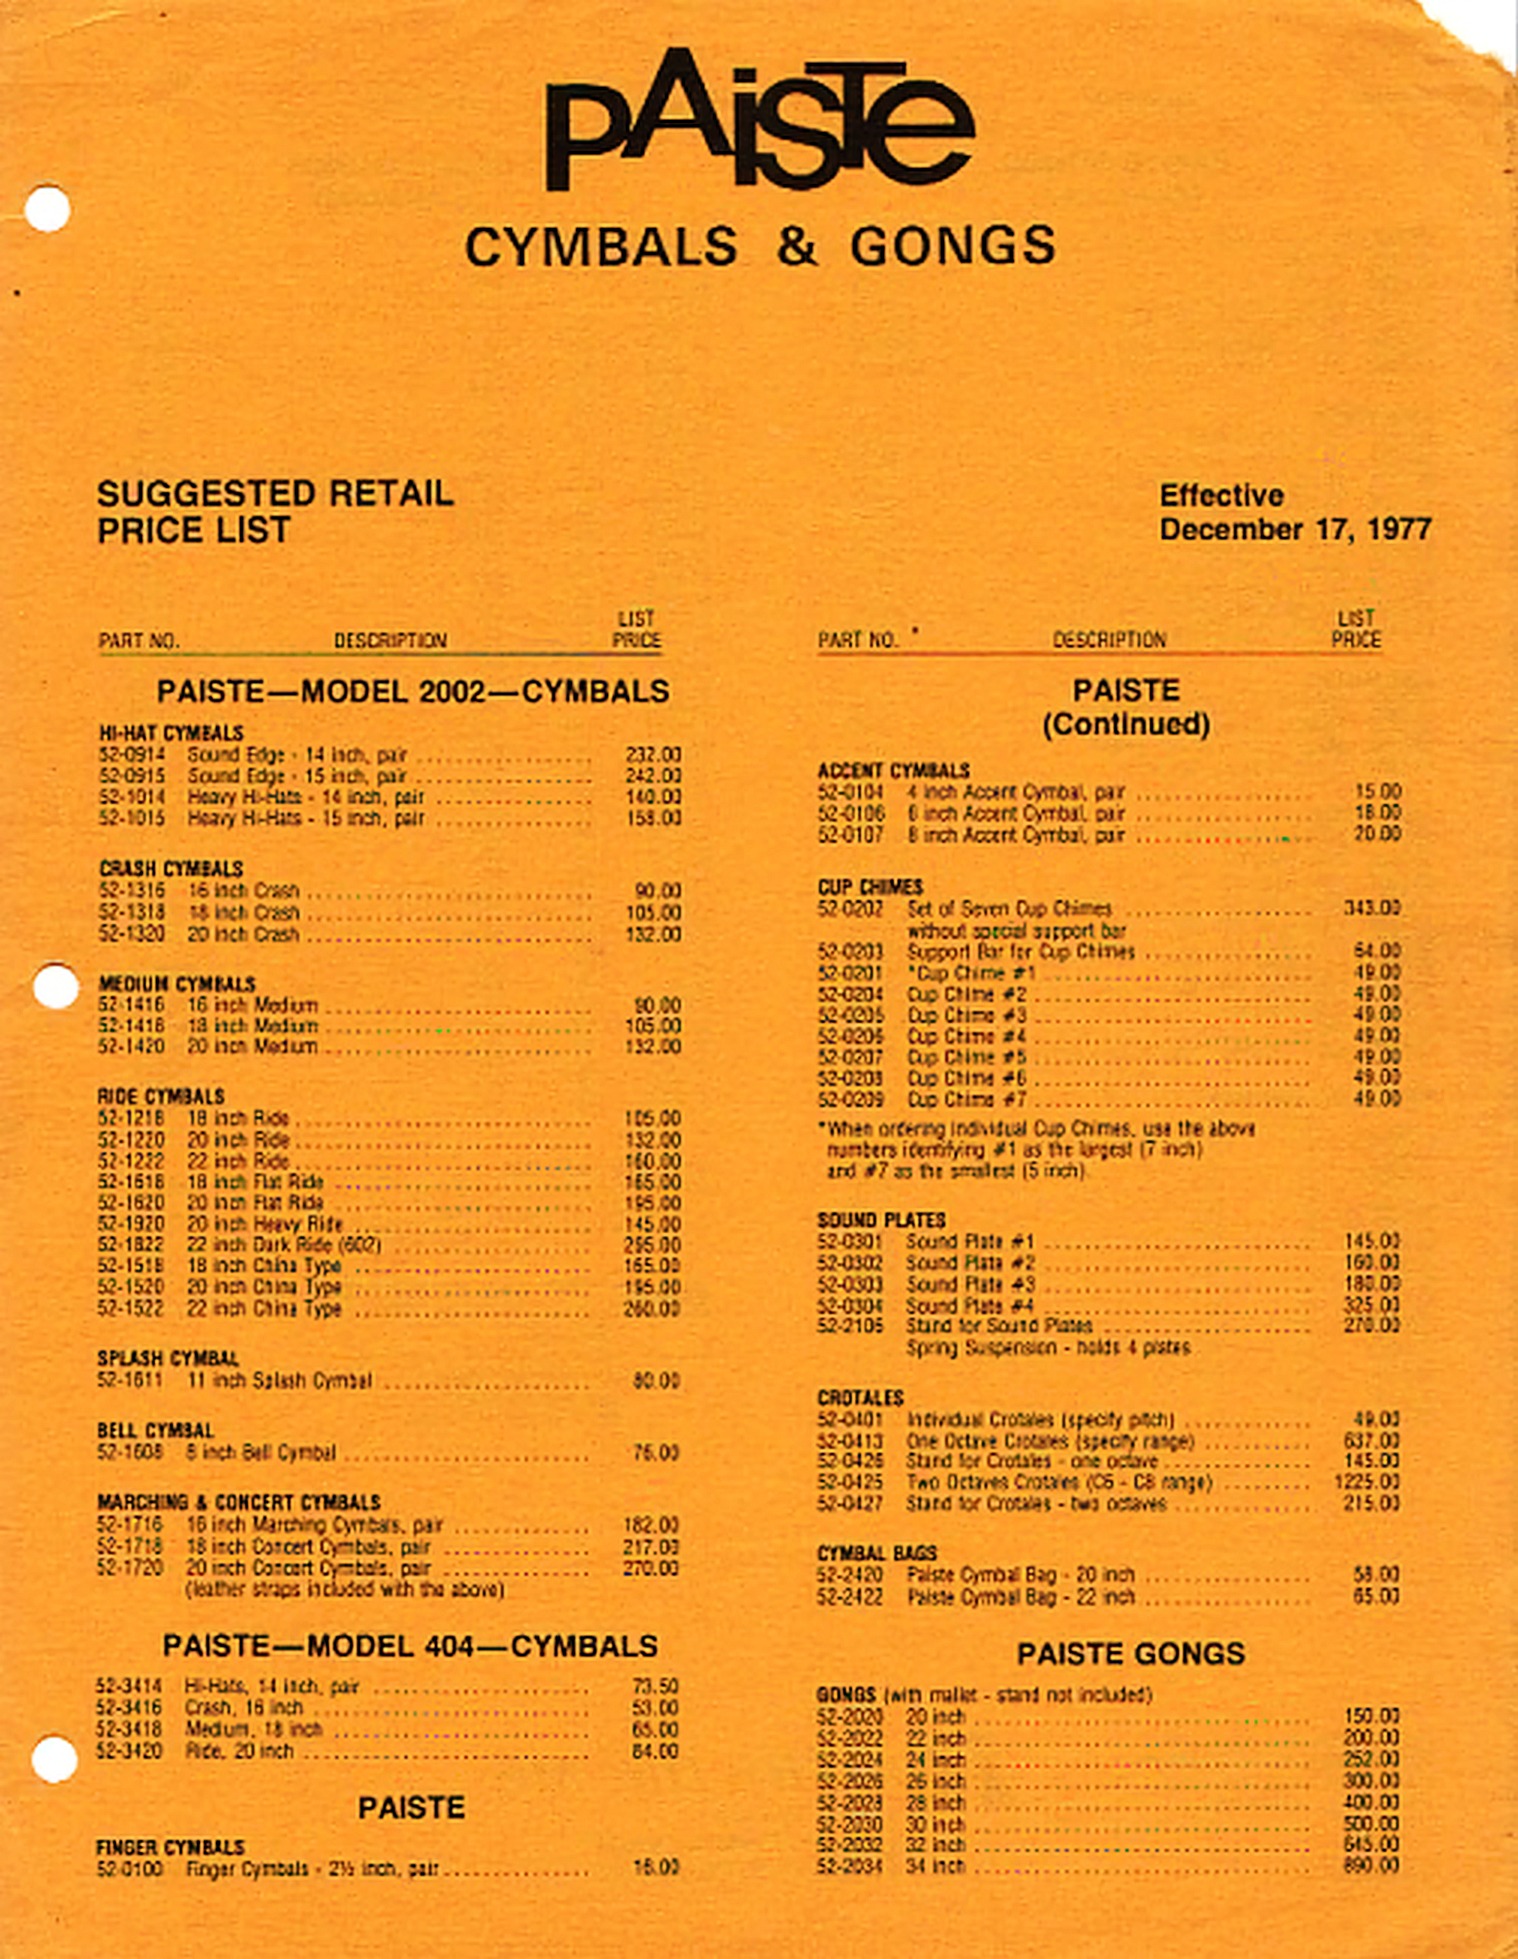 PAiSTe
CYMBALS & GONGS
SUGGESTED RETAIL
PRICE LIST
Effective
December 17, 1977
PART NO. DESCRIPTION LIST PRICE
PAISTE—MODEL 2002—CYMBALS
HI-HAT CYMBALS
52-0914 Sound Edge - 14 inch, pair 232.00
52-0915 Sound Edge - 15 inch, pair 242.00
52-1014 Heavy Hi-Hats - 14 inch, pair 140.00
52-1015 Heavy Hi-Hats - 15 inch, pair 158.00
CRASH CYMBALS
52-1316 16 inch Crash 90.00
52-1318 18 inch Crash 105.00
52-1320 20 inch Crash 132.00
MEDIUM CYMBALS
52-1416 16 inch Medium 90.00
52-1418 18 inch Medium 105.00
52-1420 20 inch Medium 132.00
RIDE CYMBALS
52-1218 18 inch Ride 105.00
52-1220 20 inch Ride 132.00
52-1222 22 inch Ride 160.00
52-1618 18 inch Flat Ride 165.00
52-1620 20 inch Flat Ride 195.00
52-1920 20 inch Heavy Ride 145.00
52-1822 22 inch Dark Ride (602) 295.00
52-1518 18 inch China Type 165.00
52-1520 20 inch China Type 195.00
52-1522 22 inch China Type 260.00
SPLASH CYMBAL
52-1611 11 inch Splash Cymbal 80.00
BELL CYMBAL
52-1608 8 inch Bell Cymbal 76.00
MARCHING & CONCERT CYMBALS
52-1716 16 inch Marching Cymbals, pair 182.00
52-1718 18 inch Concert Cymbals, pair 217.00
52-1720 20 inch Concert Cymbals, pair 270.00
(leather straps included with the above)
PAISTE—MODEL 404—CYMBALS
52-3414 Hi-Hats, 14 inch, pair 73.50
52-3416 Crash, 16 inch 53.00
52-3418 Medium, 18 inch 65.00
52-3420 Ride, 20 inch 84.00
PAISTE
FINGER CYMBALS
52-0100 Finger Cymbals - 2½ inch, pair 16.00
PART NO. DESCRIPTION LIST PRICE
PAISTE
(Continued)
ACCENT CYMBALS
52-0104 4 inch Accent Cymbal, pair 15.00
52-0106 6 inch Accent Cymbal, pair 18.00
52-0107 8 inch Accent Cymbal, pair 20.00
CUP CHIMES
52-0202 Set of Seven Cup Chimes 343.00
without special support bar
52-0203 Support Bar for Cup Chimes 64.00
52-0201 *Cup Chime #1 49.00
52-0204 Cup Chime #2 49.00
52-0205 Cup Chime #3 49.00
52-0206 Cup Chime #4 49.00
52-0207 Cup Chime #5 49.00
52-0208 Cup Chime #6 49.00
52-0209 Cup Chime #7 49.00
*When ordering Individual Cup Chimes, use the above
numbers identifying #1 as the largest (7 inch)
and #7 as the smallest (5 inch).
SOUND PLATES
52-0301 Sound Plate #1 145.00
52-0302 Sound Plate #2 160.00
52-0303 Sound Plate #3 180.00
52-0304 Sound Plate #4 325.00
52-2105 Stand for Sound Plates 270.00
Spring Suspension - holds 4 plates
CROTALES
52-0401 Individual Crotales (specify pitch) 49.00
52-0413 One Octave Crotales (specify range) 637.00
52-0426 Stand for Crotales - one octave 145.00
52-0425 Two Octaves Crotales (C6 - C8 range) 1225.00
52-0427 Stand for Crotales - two octaves 215.00
CYMBAL BAGS
52-2420 Paiste Cymbal Bag - 20 inch 58.00
52-2422 Paiste Cymbal Bag - 22 inch 65.00
PAISTE GONGS
GONGS (with mallet - stand not included)
52-2020 20 inch 150.00
52-2022 22 inch 200.00
52-2024 24 inch 252.00
52-2026 26 inch 300.00
52-2028 28 inch 400.00
52-2030 30 inch 500.00
52-2032 32 inch 645.00
52-2034 34 inch 890.00